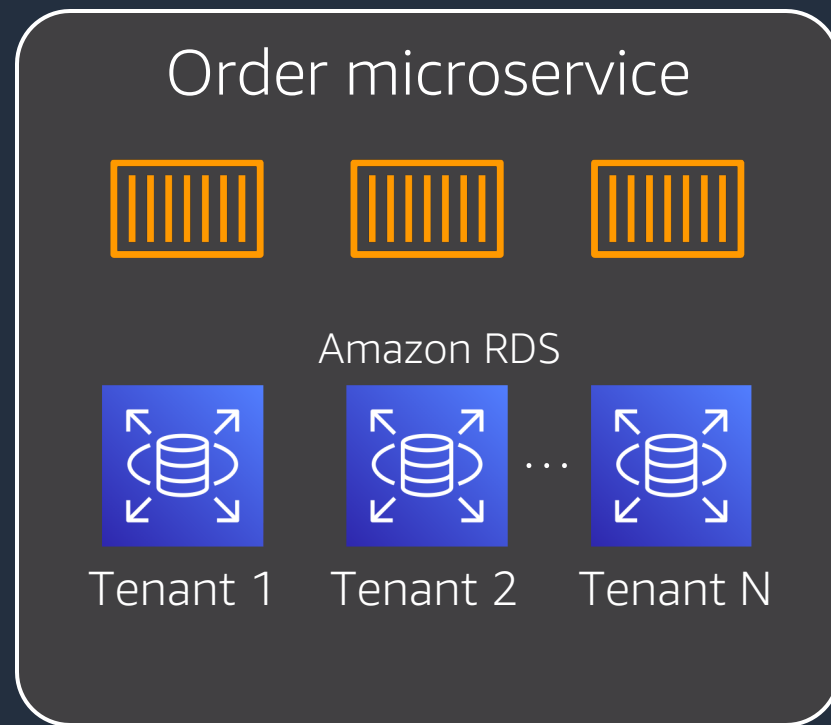 Order microservice
Amazon RDS
...
Tenant 1
Tenant 2
Tenant N